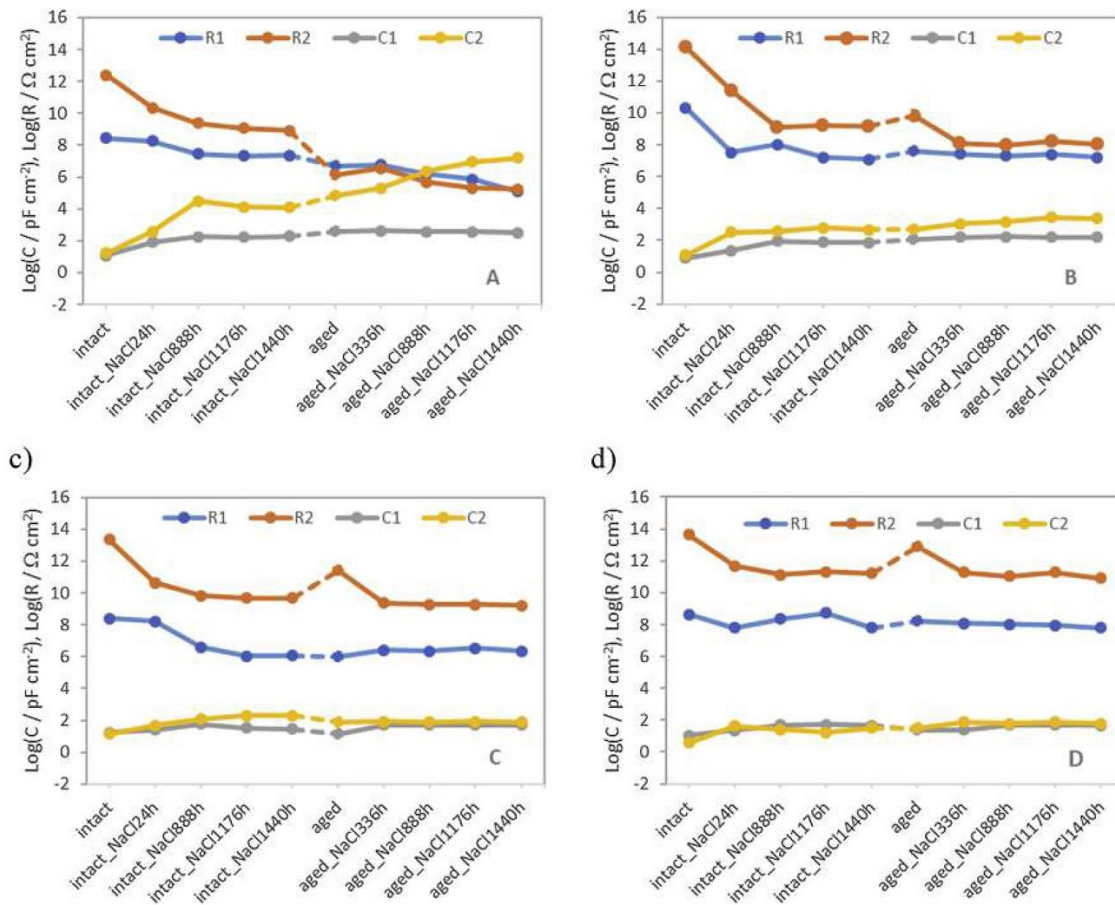 16
14
12
10
8
6
4
2
0
-2
Log(C / pF cm⁻²), Log(R / Ω cm²)
R1 R2 C1 C2
A
intact
intact_NaCl24h
intact_NaCl888h
intact_NaCl1176h
intact_NaCl1440h
aged
aged_NaCl336h
aged_NaCl888h
aged_NaCl1176h
aged_NaCl1440h
16
14
12
10
8
6
4
2
0
-2
Log(C / pF cm⁻²), Log(R / Ω cm²)
R1 R2 C1 C2
B
intact
intact_NaCl24h
intact_NaCl888h
intact_NaCl1176h
intact_NaCl1440h
aged
aged_NaCl336h
aged_NaCl888h
aged_NaCl1176h
aged_NaCl1440h
c)
16
14
12
10
8
6
4
2
0
-2
Log(C / pF cm⁻²), Log(R / Ω cm²)
R1 R2 C1 C2
C
intact
intact_NaCl24h
intact_NaCl888h
intact_NaCl1176h
intact_NaCl1440h
aged
aged_NaCl336h
aged_NaCl888h
aged_NaCl1176h
aged_NaCl1440h
d)
16
14
12
10
8
6
4
2
0
-2
Log(C / pF cm⁻²), Log(R / Ω cm²)
R1 R2 C1 C2
D
intact
intact_NaCl24h
intact_NaCl888h
intact_NaCl1176h
intact_NaCl1440h
aged
aged_NaCl336h
aged_NaCl888h
aged_NaCl1176h
aged_NaCl1440h